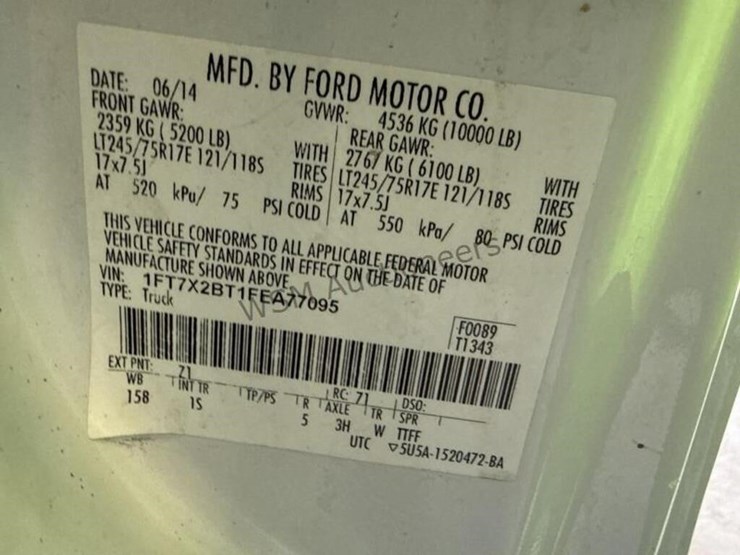 MFD. BY FORD MOTOR CO.
DATE: 06/14 GVWR: 4536 KG (10000 LB)
FRONT GAWR: REAR GAWR:
2359 KG ( 5200 LB) WITH 2767 KG ( 6100 LB) WITH
LT245/75R17E 121/118S TIRES LT245/75R17E 121/118S TIRES
17x7.5J RIMS 17x7.5J RIMS
AT 520 kPa/ 75 PSI COLD AT 550 kPa/ 80 PSI COLD
THIS VEHICLE CONFORMS TO ALL APPLICABLE FEDERAL MOTOR
VEHICLE SAFETY STANDARDS IN EFFECT ON THE DATE OF
MANUFACTURE SHOWN ABOVE.
VIN: 1FT7X2BT1FEA77095
TYPE: Truck
F0089
T1343
EXT PNT: Z1 RC: 71 DSO:
WB INT TR TP/PS R AXLE TR SPR
158 1S 5 3H W TTFF
UTC ▽5U5A-1520472-BA
WSM Auctioneers